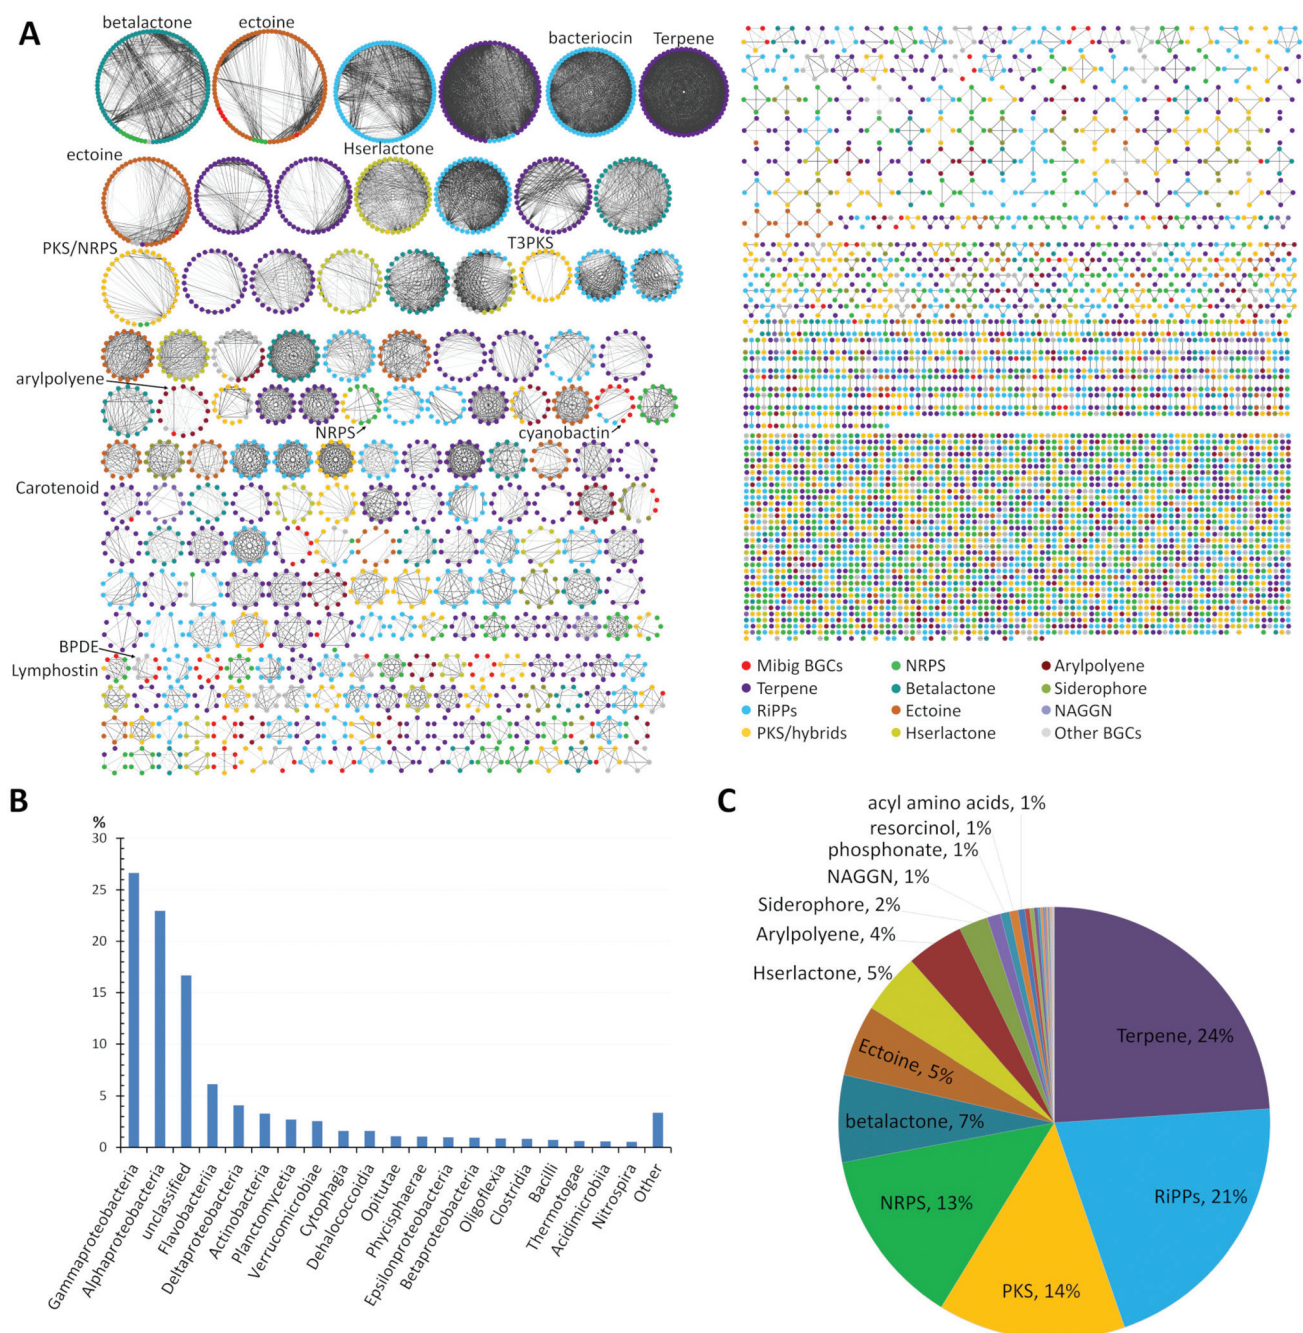 A
betalactone
ectoine
bacteriocin
Terpene
ectoine
Hserlactone
PKS/NRPS
T3PKS
arylpolyene
NRPS
cyanobactin
Carotenoid
BPDE
Lymphostin
Mibig BGCs
NRPS
Arylpolyene
Terpene
Betalactone
Siderophore
RiPPs
Ectoine
NAGGN
PKS/hybrids
Hserlactone
Other BGCs
B
%
30
25
20
15
10
5
0
Gammaproteobacteria
Alphaproteobacteria
unclassified
Flavobacteriia
Deltaproteobacteria
Actinobacteria
Planctomycetia
Verrucomicrobiae
Cytophagia
Dehalococcoidia
Opitutae
Phycisphaerae
Epsilonproteobacteria
Betaproteobacteria
Oligoflexia
Clostridia
Bacilli
Thermotogae
Acidimicrobiia
Nitrospira
Other
C
acyl amino acids, 1%
resorcinol, 1%
phosphonate, 1%
NAGGN, 1%
Siderophore, 2%
Arylpolyene, 4%
Hserlactone, 5%
Ectoine, 5%
betalactone, 7%
NRPS, 13%
PKS, 14%
RiPPs, 21%
Terpene, 24%